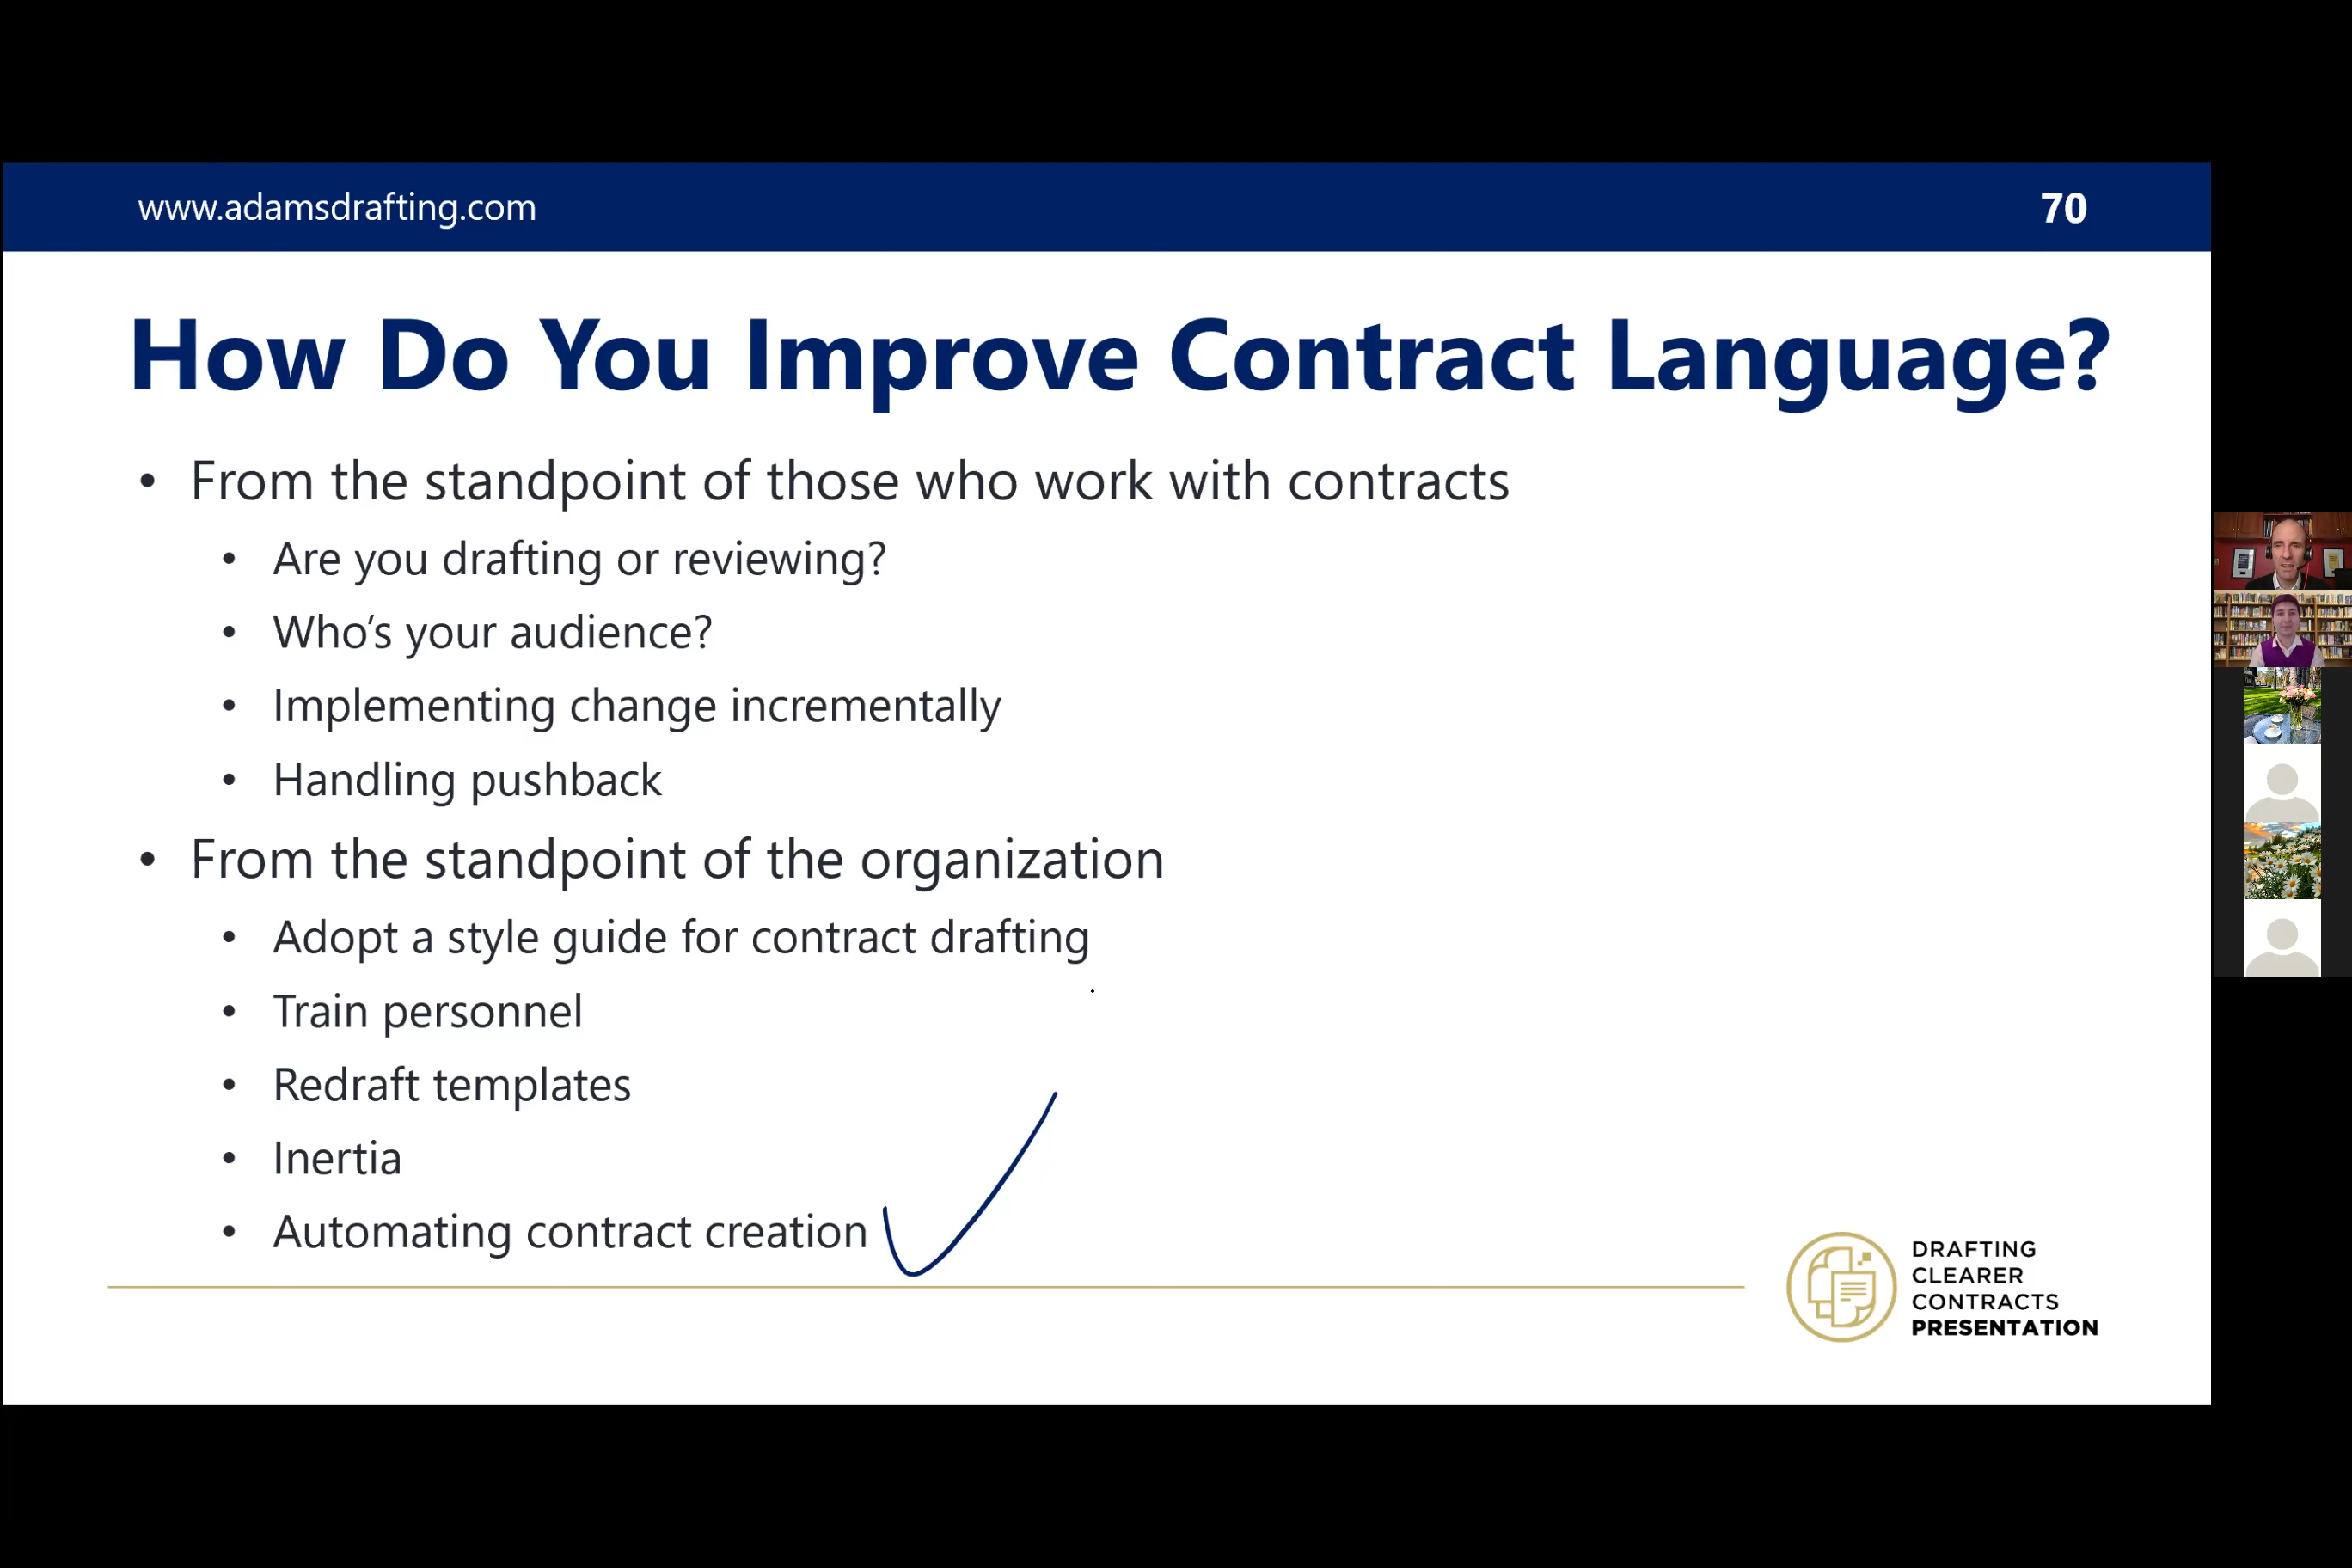 www.adamsdrafting.com
70
How Do You Improve Contract Language?
• From the standpoint of those who work with contracts
• Are you drafting or reviewing?
• Who’s your audience?
• Implementing change incrementally
• Handling pushback
• From the standpoint of the organization
• Adopt a style guide for contract drafting
• Train personnel
• Redraft templates
• Inertia
• Automating contract creation
DRAFTING
CLEARER
CONTRACTS
PRESENTATION